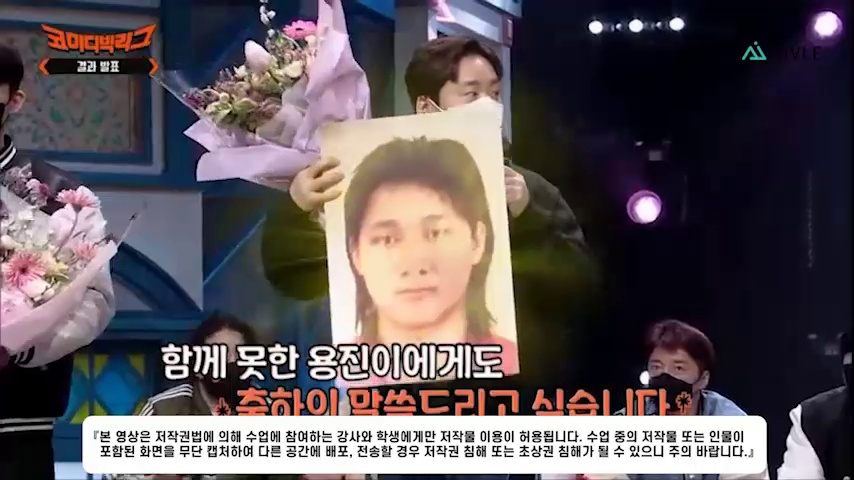 코미디빅리그
결과 발표
함께 못한 용진이에게도
축하의 말씀드리고 싶습니다
『본 영상은 저작권법에 의해 수업에 참여하는 강사와 학생에게만 저작물 이용이 허용됩니다. 수업 중의 저작물 또는 인물이
포함된 화면을 무단 캡처하여 다른 공간에 배포, 전송할 경우 저작권 침해 또는 초상권 침해가 될 수 있으니 주의 바랍니다.』